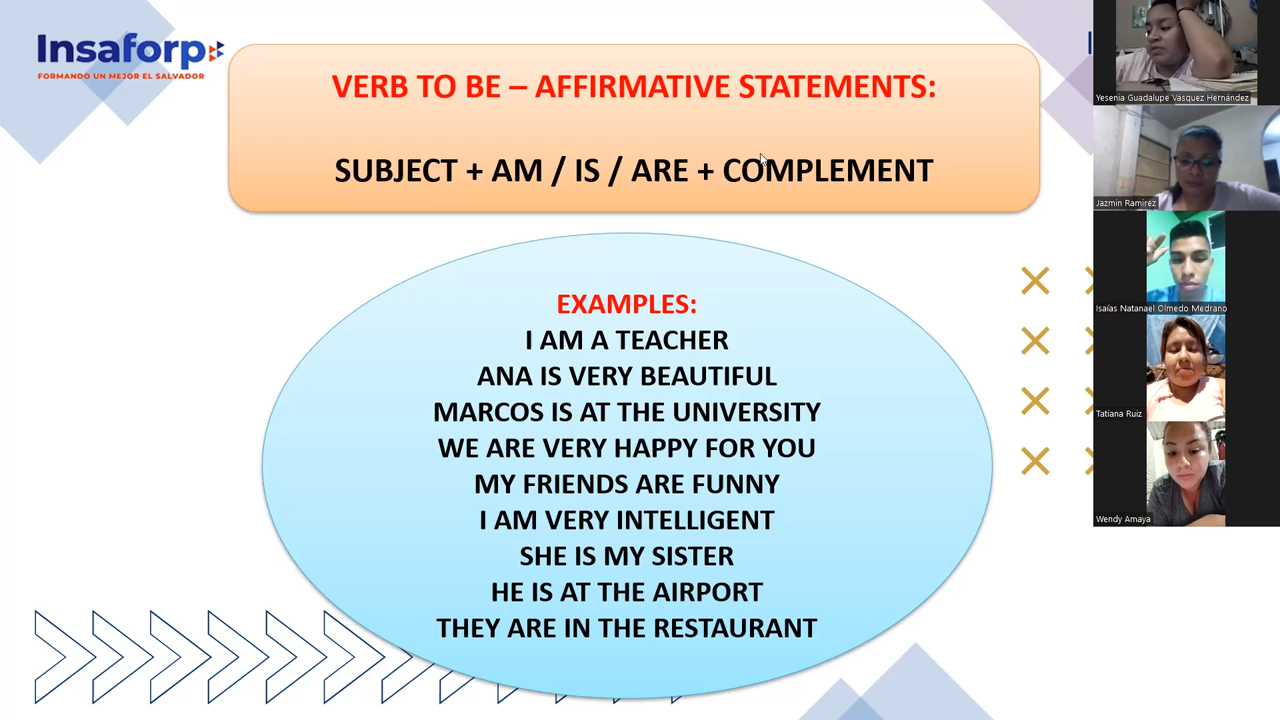 Insaforp
FORMANDO UN MEJOR EL SALVADOR
VERB TO BE – AFFIRMATIVE STATEMENTS:
SUBJECT + AM / IS / ARE + COMPLEMENT
EXAMPLES:
I AM A TEACHER
ANA IS VERY BEAUTIFUL
MARCOS IS AT THE UNIVERSITY
WE ARE VERY HAPPY FOR YOU
MY FRIENDS ARE FUNNY
I AM VERY INTELLIGENT
SHE IS MY SISTER
HE IS AT THE AIRPORT
THEY ARE IN THE RESTAURANT
Yesenia Guadalupe Vásquez Hernández
Jazmin Ramirez
Isaías Natanael Olmedo Medrano
Tatiana Ruiz
Wendy Amaya